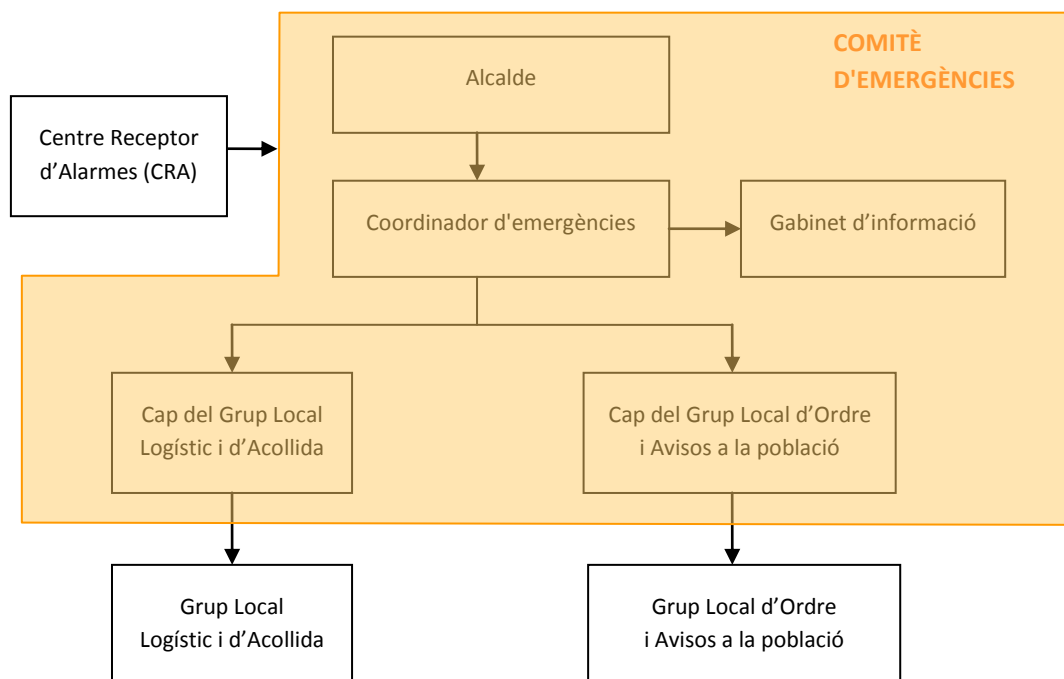 COMITÈ
D'EMERGÈNCIES
Alcalde
Centre Receptor
d’Alarmes (CRA)
Coordinador d'emergències
Gabinet d’informació
Cap del Grup Local
Logístic i d’Acollida
Cap del Grup Local d’Ordre
i Avisos a la població
Grup Local
Logístic i d’Acollida
Grup Local d’Ordre
i Avisos a la població